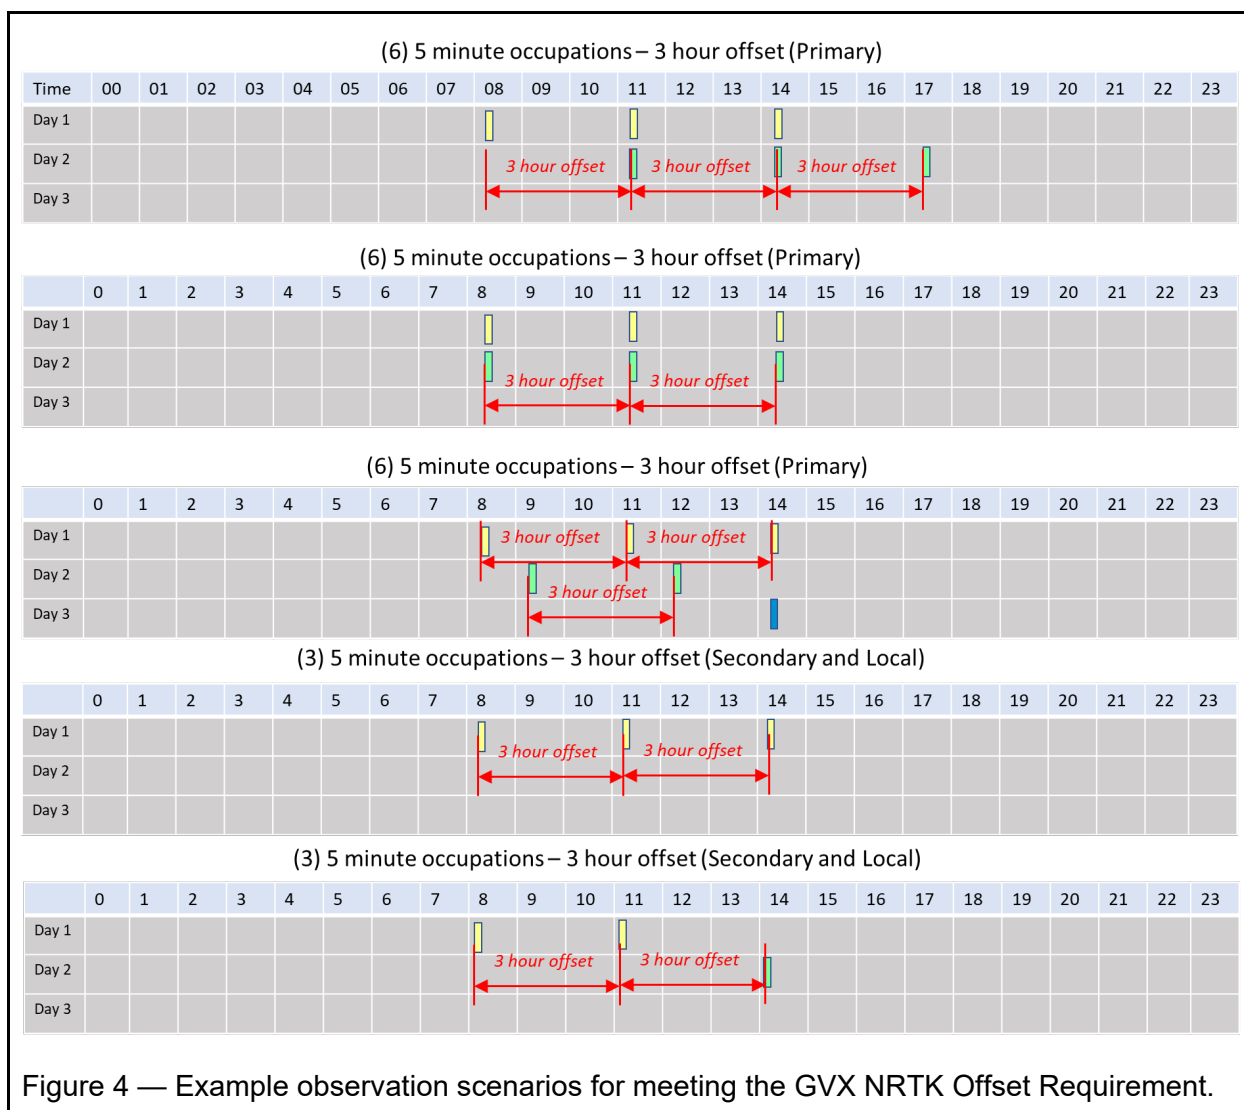 (6) 5 minute occupations – 3 hour offset (Primary)
Time 00 01 02 03 04 05 06 07 08 09 10 11 12 13 14 15 16 17 18 19 20 21 22 23
Day 1
Day 2 3 hour offset 3 hour offset 3 hour offset
Day 3
(6) 5 minute occupations – 3 hour offset (Primary)
0 1 2 3 4 5 6 7 8 9 10 11 12 13 14 15 16 17 18 19 20 21 22 23
Day 1
Day 2
3 hour offset 3 hour offset
Day 3
(6) 5 minute occupations – 3 hour offset (Primary)
0 1 2 3 4 5 6 7 8 9 10 11 12 13 14 15 16 17 18 19 20 21 22 23
Day 1 3 hour offset 3 hour offset
Day 2
3 hour offset
Day 3
(3) 5 minute occupations – 3 hour offset (Secondary and Local)
0 1 2 3 4 5 6 7 8 9 10 11 12 13 14 15 16 17 18 19 20 21 22 23
Day 1
3 hour offset 3 hour offset
Day 2
Day 3
(3) 5 minute occupations – 3 hour offset (Secondary and Local)
0 1 2 3 4 5 6 7 8 9 10 11 12 13 14 15 16 17 18 19 20 21 22 23
Day 1
3 hour offset 3 hour offset
Day 2
Day 3
Figure 4 — Example observation scenarios for meeting the GVX NRTK Offset Requirement.